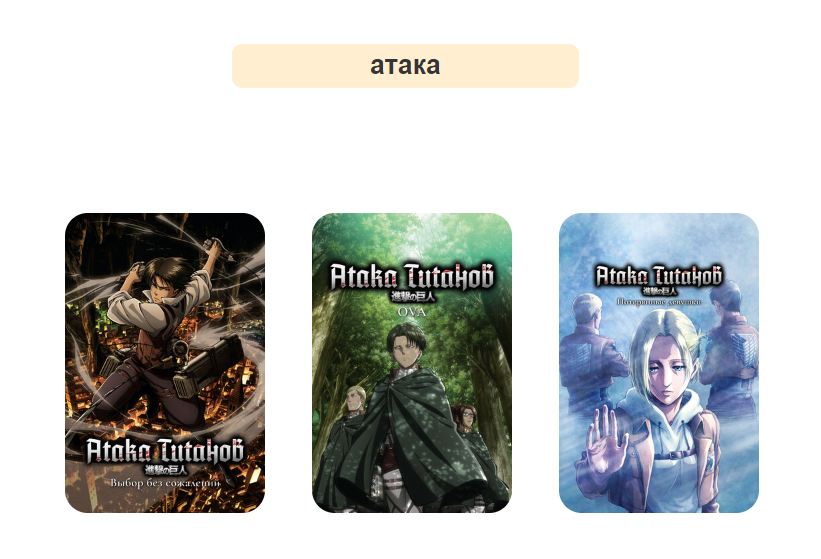 атака
Атака Титанов
進撃の巨人
Выбор без сожалений
Атака Титанов
進撃の巨人
OVA
Атака Титанов
進撃の巨人
Потерянные девушки